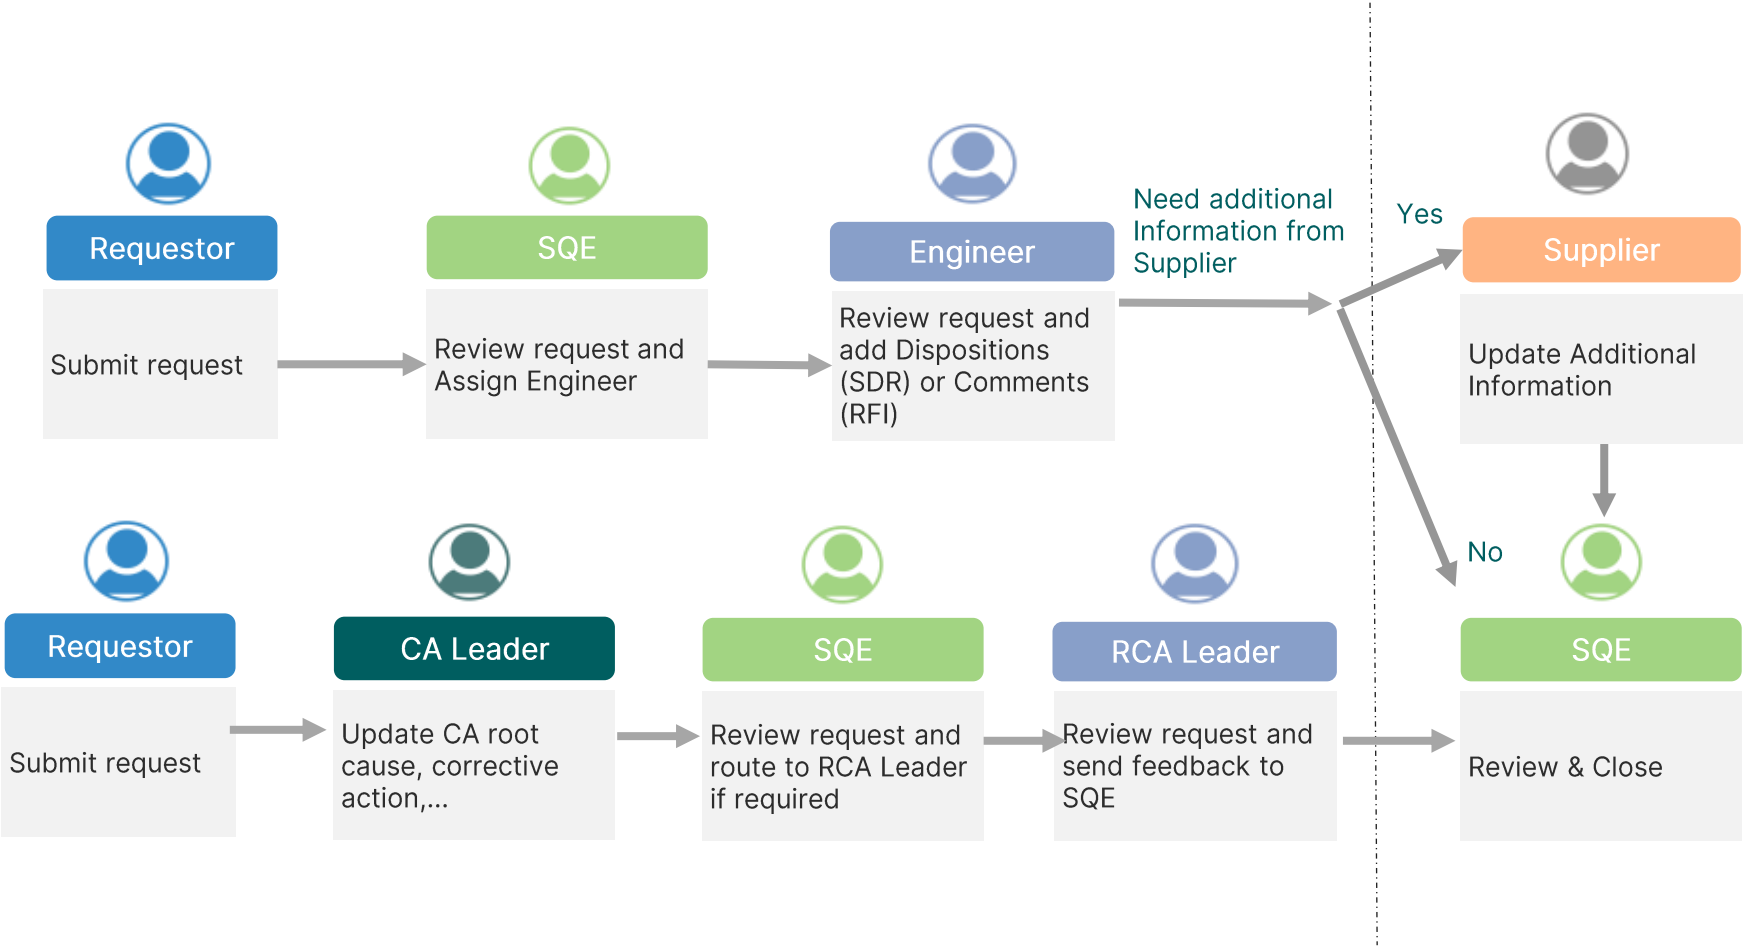 Requestor
Submit request
SQE
Review request and
Assign Engineer
Engineer
Review request and
add Dispositions
(SDR) or Comments
(RFI)
Need additional
Information from
Supplier
Yes
No
Supplier
Update Additional
Information
Requestor
Submit request
CA Leader
Update CA root
cause, corrective
action,...
SQE
Review request and
route to RCA Leader
if required
RCA Leader
Review request and
send feedback to
SQE
SQE
Review & Close